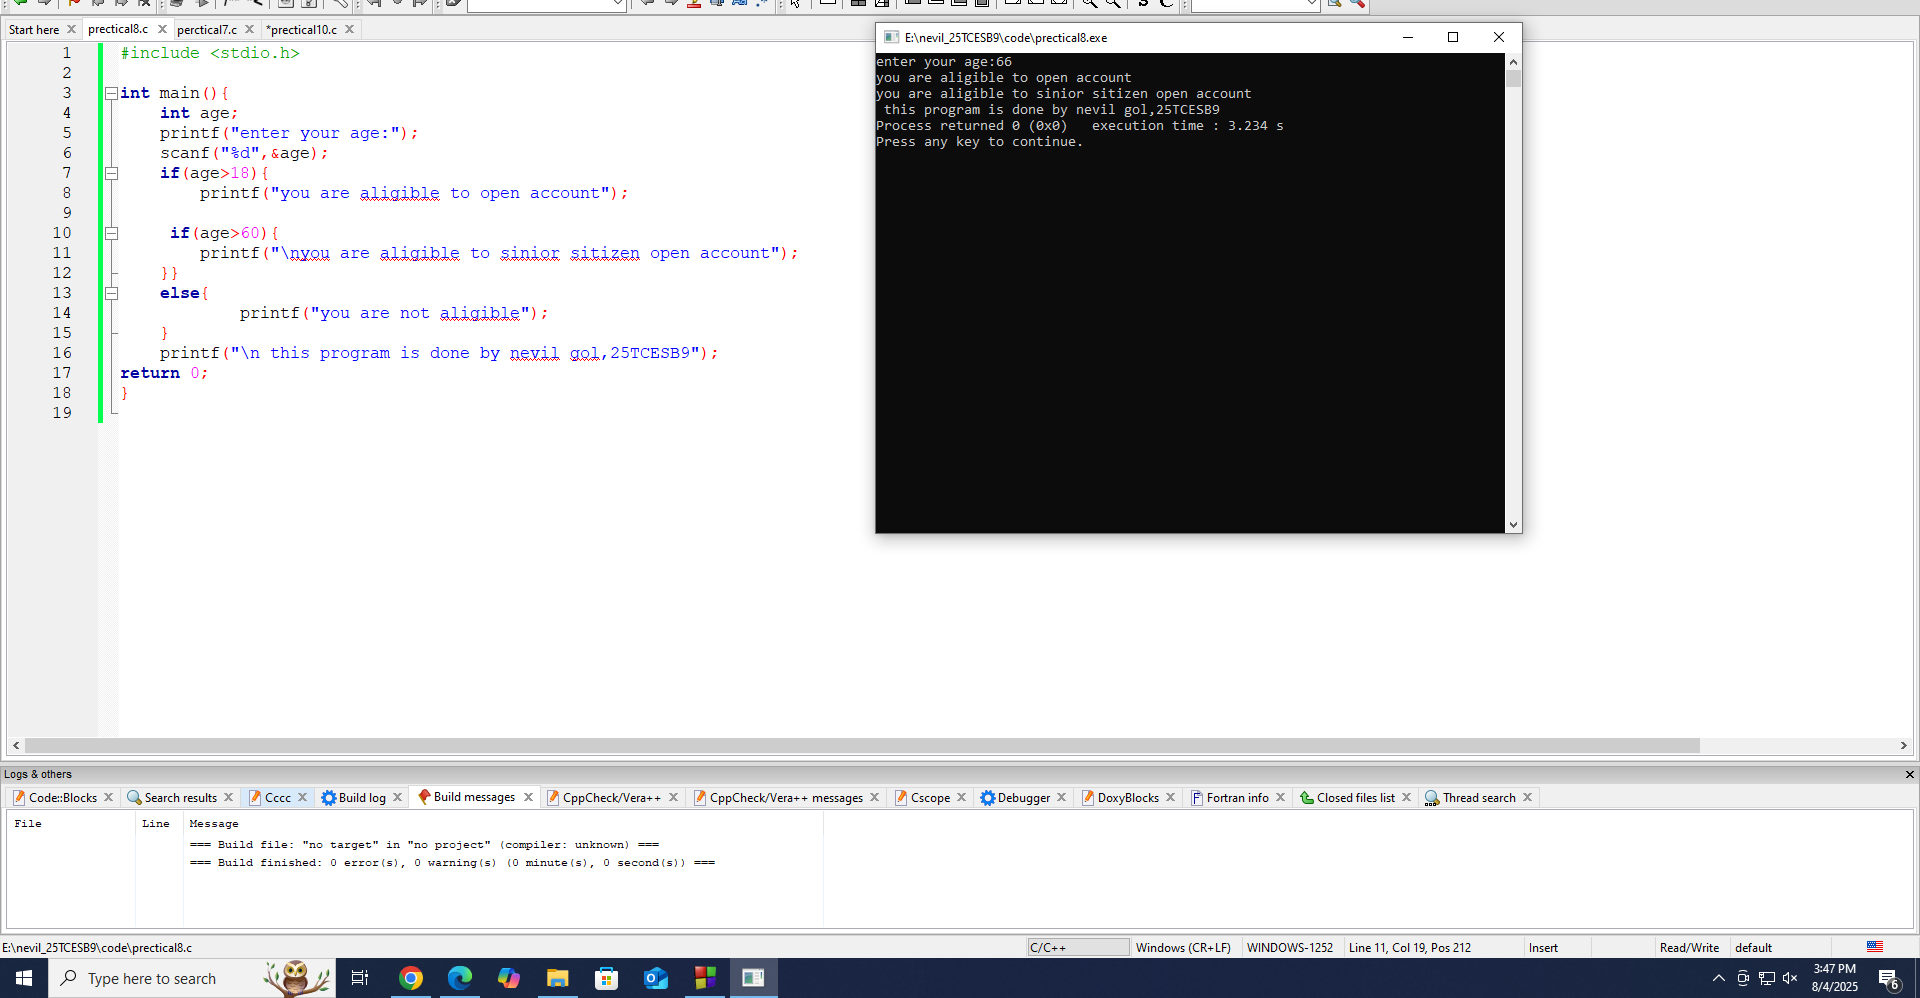 Start here
prectical8.c
perctical7.c
*prectical10.c
1 #include <stdio.h>
2
3 int main(){
4 int age;
5 printf("enter your age:");
6 scanf("%d",&age);
7 if(age>18){
8 printf("you are aligible to open account");
9
10 if(age>60){
11 printf("\nyou are aligible to sinior sitizen open account");
12 }}
13 else{
14 printf("you are not aligible");
15 }
16 printf("\n this program is done by nevil gol,25TCESB9");
17 return 0;
18 }
19
E:\nevil_25TCESB9\code\prectical8.exe
enter your age:66
you are aligible to open account
you are aligible to sinior sitizen open account
this program is done by nevil gol,25TCESB9
Process returned 0 (0x0)   execution time : 3.234 s
Press any key to continue.
Logs & others
Code::Blocks
Search results
Cccc
Build log
Build messages
CppCheck/Vera++
CppCheck/Vera++ messages
Cscope
Debugger
DoxyBlocks
Fortran info
Closed files list
Thread search
File Line Message
=== Build file: "no target" in "no project" (compiler: unknown) ===
=== Build finished: 0 error(s), 0 warning(s) (0 minute(s), 0 second(s)) ===
E:\nevil_25TCESB9\code\prectical8.c
C/C++
Windows (CR+LF)
WINDOWS-1252
Line 11, Col 19, Pos 212
Insert
Read/Write
default
Type here to search
3:47 PM
8/4/2025
6